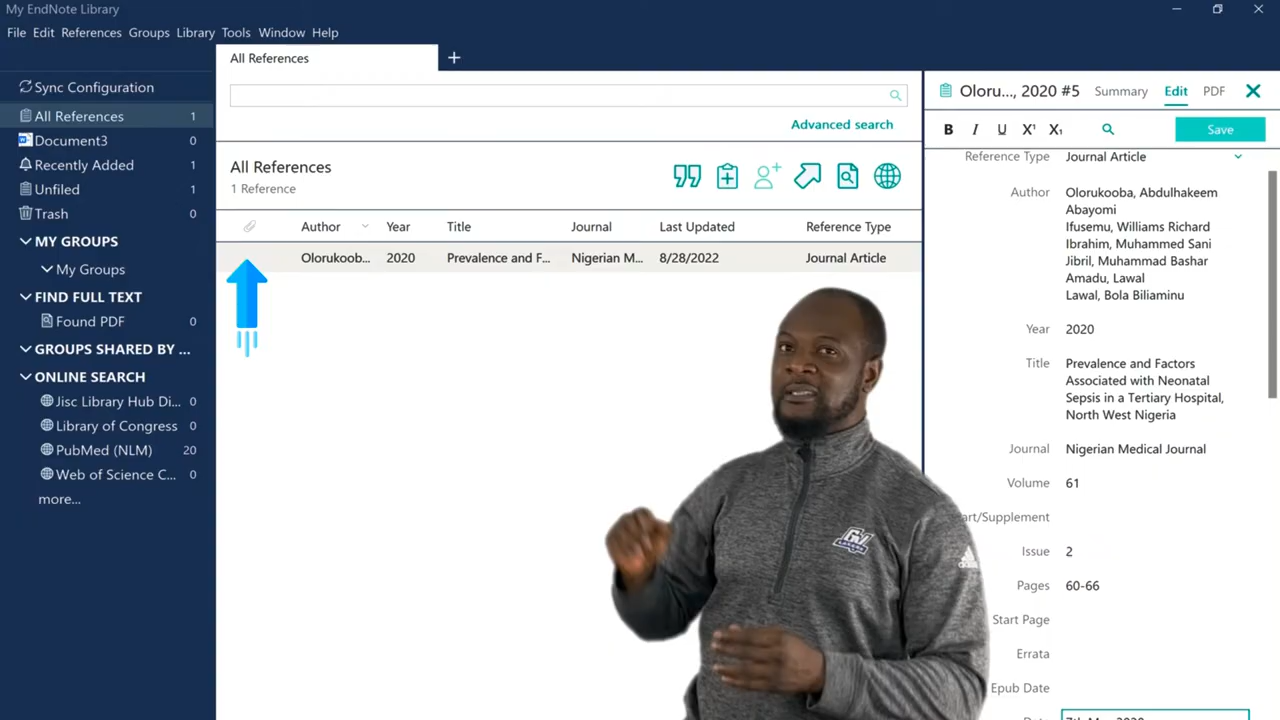 My EndNote Library
File Edit References Groups Library Tools Window Help
Sync Configuration
All References 1
Document3 0
Recently Added 1
Unfiled 0
Trash 0
MY GROUPS
My Groups
FIND FULL TEXT
Found PDF 0
GROUPS SHARED BY ...
ONLINE SEARCH
Jisc Library Hub Di... 0
Library of Congress 0
PubMed (NLM) 20
Web of Science C... 0
more...
All References
Advanced search
All References
1 Reference
Author Year Title Journal Last Updated Reference Type
Olorukoob... 2020 Prevalence and F... Nigerian M... 8/28/2022 Journal Article
Oloru..., 2020 #5 Summary Edit PDF
B I U X¹ X₁ Save
Reference Type Journal Article
Author Olorukooba, Abdulhakeem
Abayomi
Ifusemu, Williams Richard
Ibrahim, Muhammed Sani
Jibril, Muhammad Bashar
Amadu, Lawal
Lawal, Bola Biliaminu
Year 2020
Title Prevalence and Factors
Associated with Neonatal
Sepsis in a Tertiary Hospital,
North West Nigeria
Journal Nigerian Medical Journal
Volume 61
art/Supplement
Issue 2
Pages 60-66
Start Page
Errata
Epub Date
GV
LAKERS
adidas